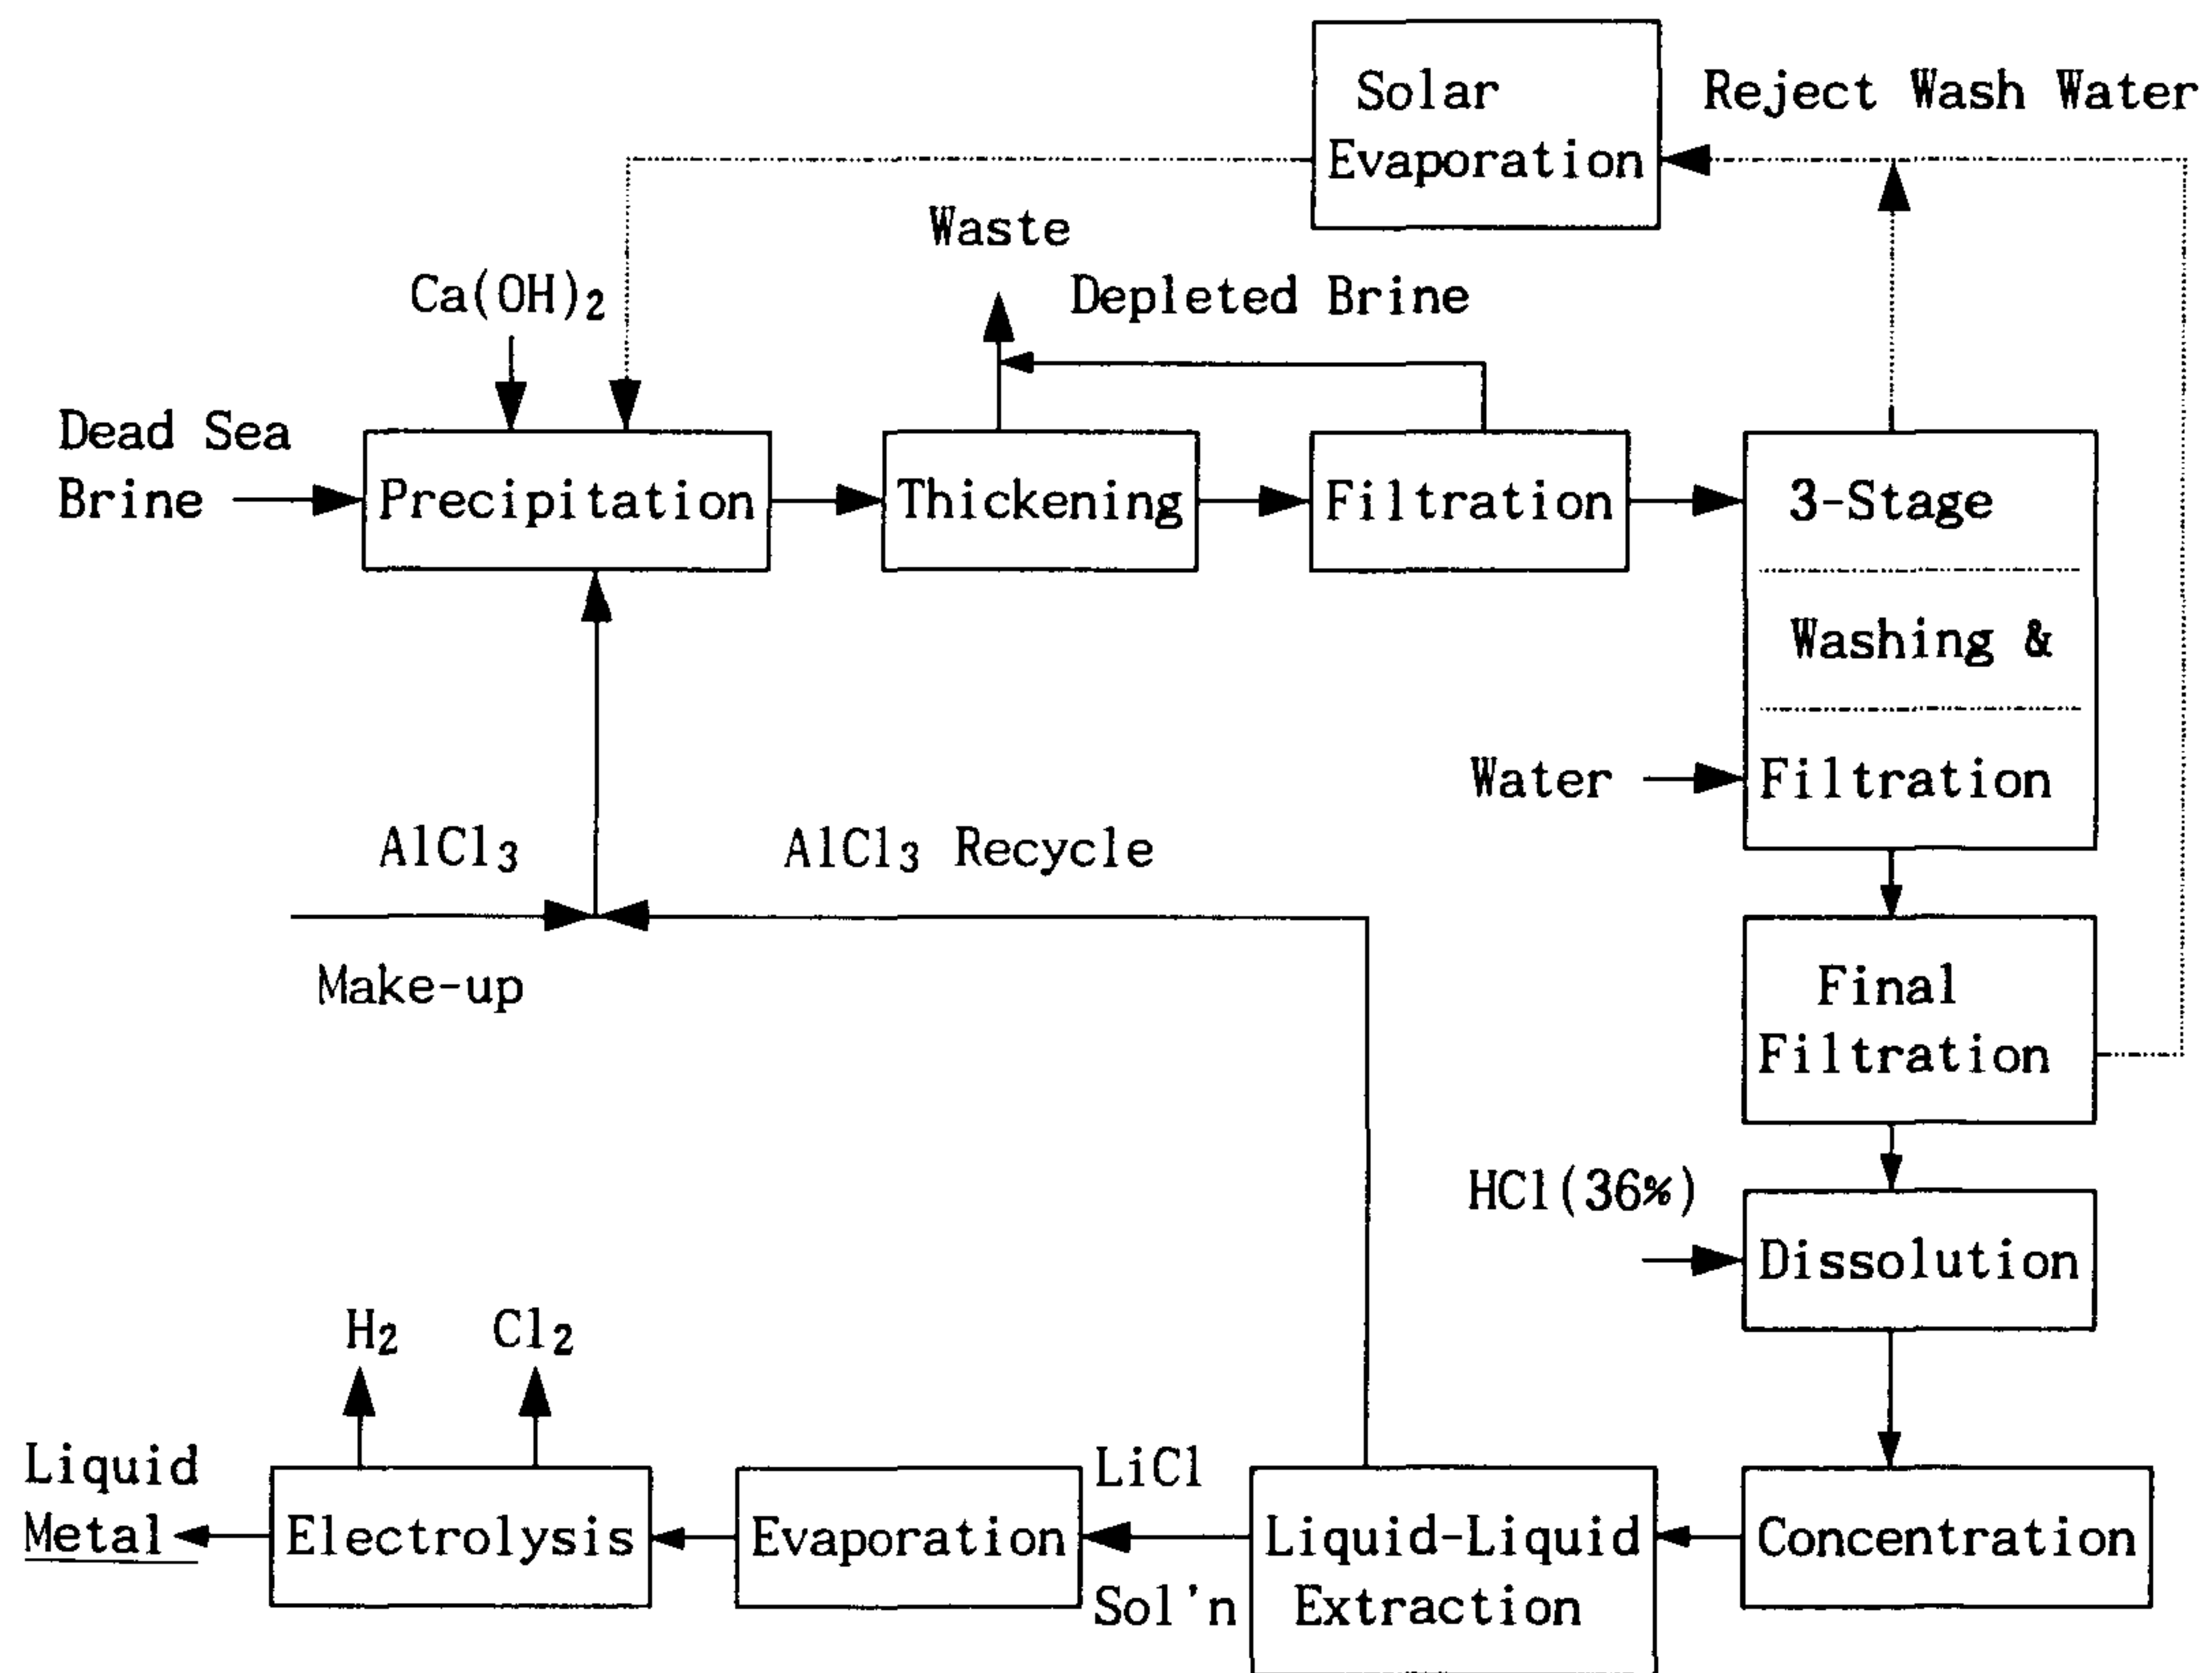 Solar
Evaporation
Reject Wash Water
Waste
Depleted Brine
Ca(OH)2
Dead Sea
Brine
Precipitation
Thickening
Filtration
3-Stage
Washing &
Filtration
Water
AlCl3
AlCl3 Recycle
Make-up
Final
Filtration
HCl(36%)
Dissolution
H2
Cl2
Liquid
Metal
Electrolysis
Evaporation
LiCl
Sol'n
Liquid-Liquid
Extraction
Concentration